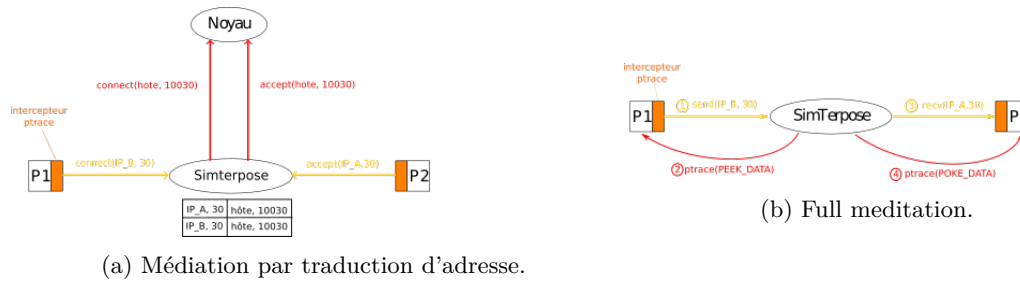 Noyau
connect(hote, 10030)
accept(hote, 10030)
intercepteur
ptrace
P1
connect(IP_B, 30)
Simterpose
accept(IP_A,30)
P2
IP_A, 30 hôte, 10030
IP_B, 30 hôte, 10030
(a) Médiation par traduction d'adresse.
intercepteur
ptrace
P1
1 send(IP_B, 30)
SimTerpose
3 recv(IP_A,30)
P
2 ptrace(PEEK_DATA)
4 ptrace(POKE_DATA)
(b) Full meditation.